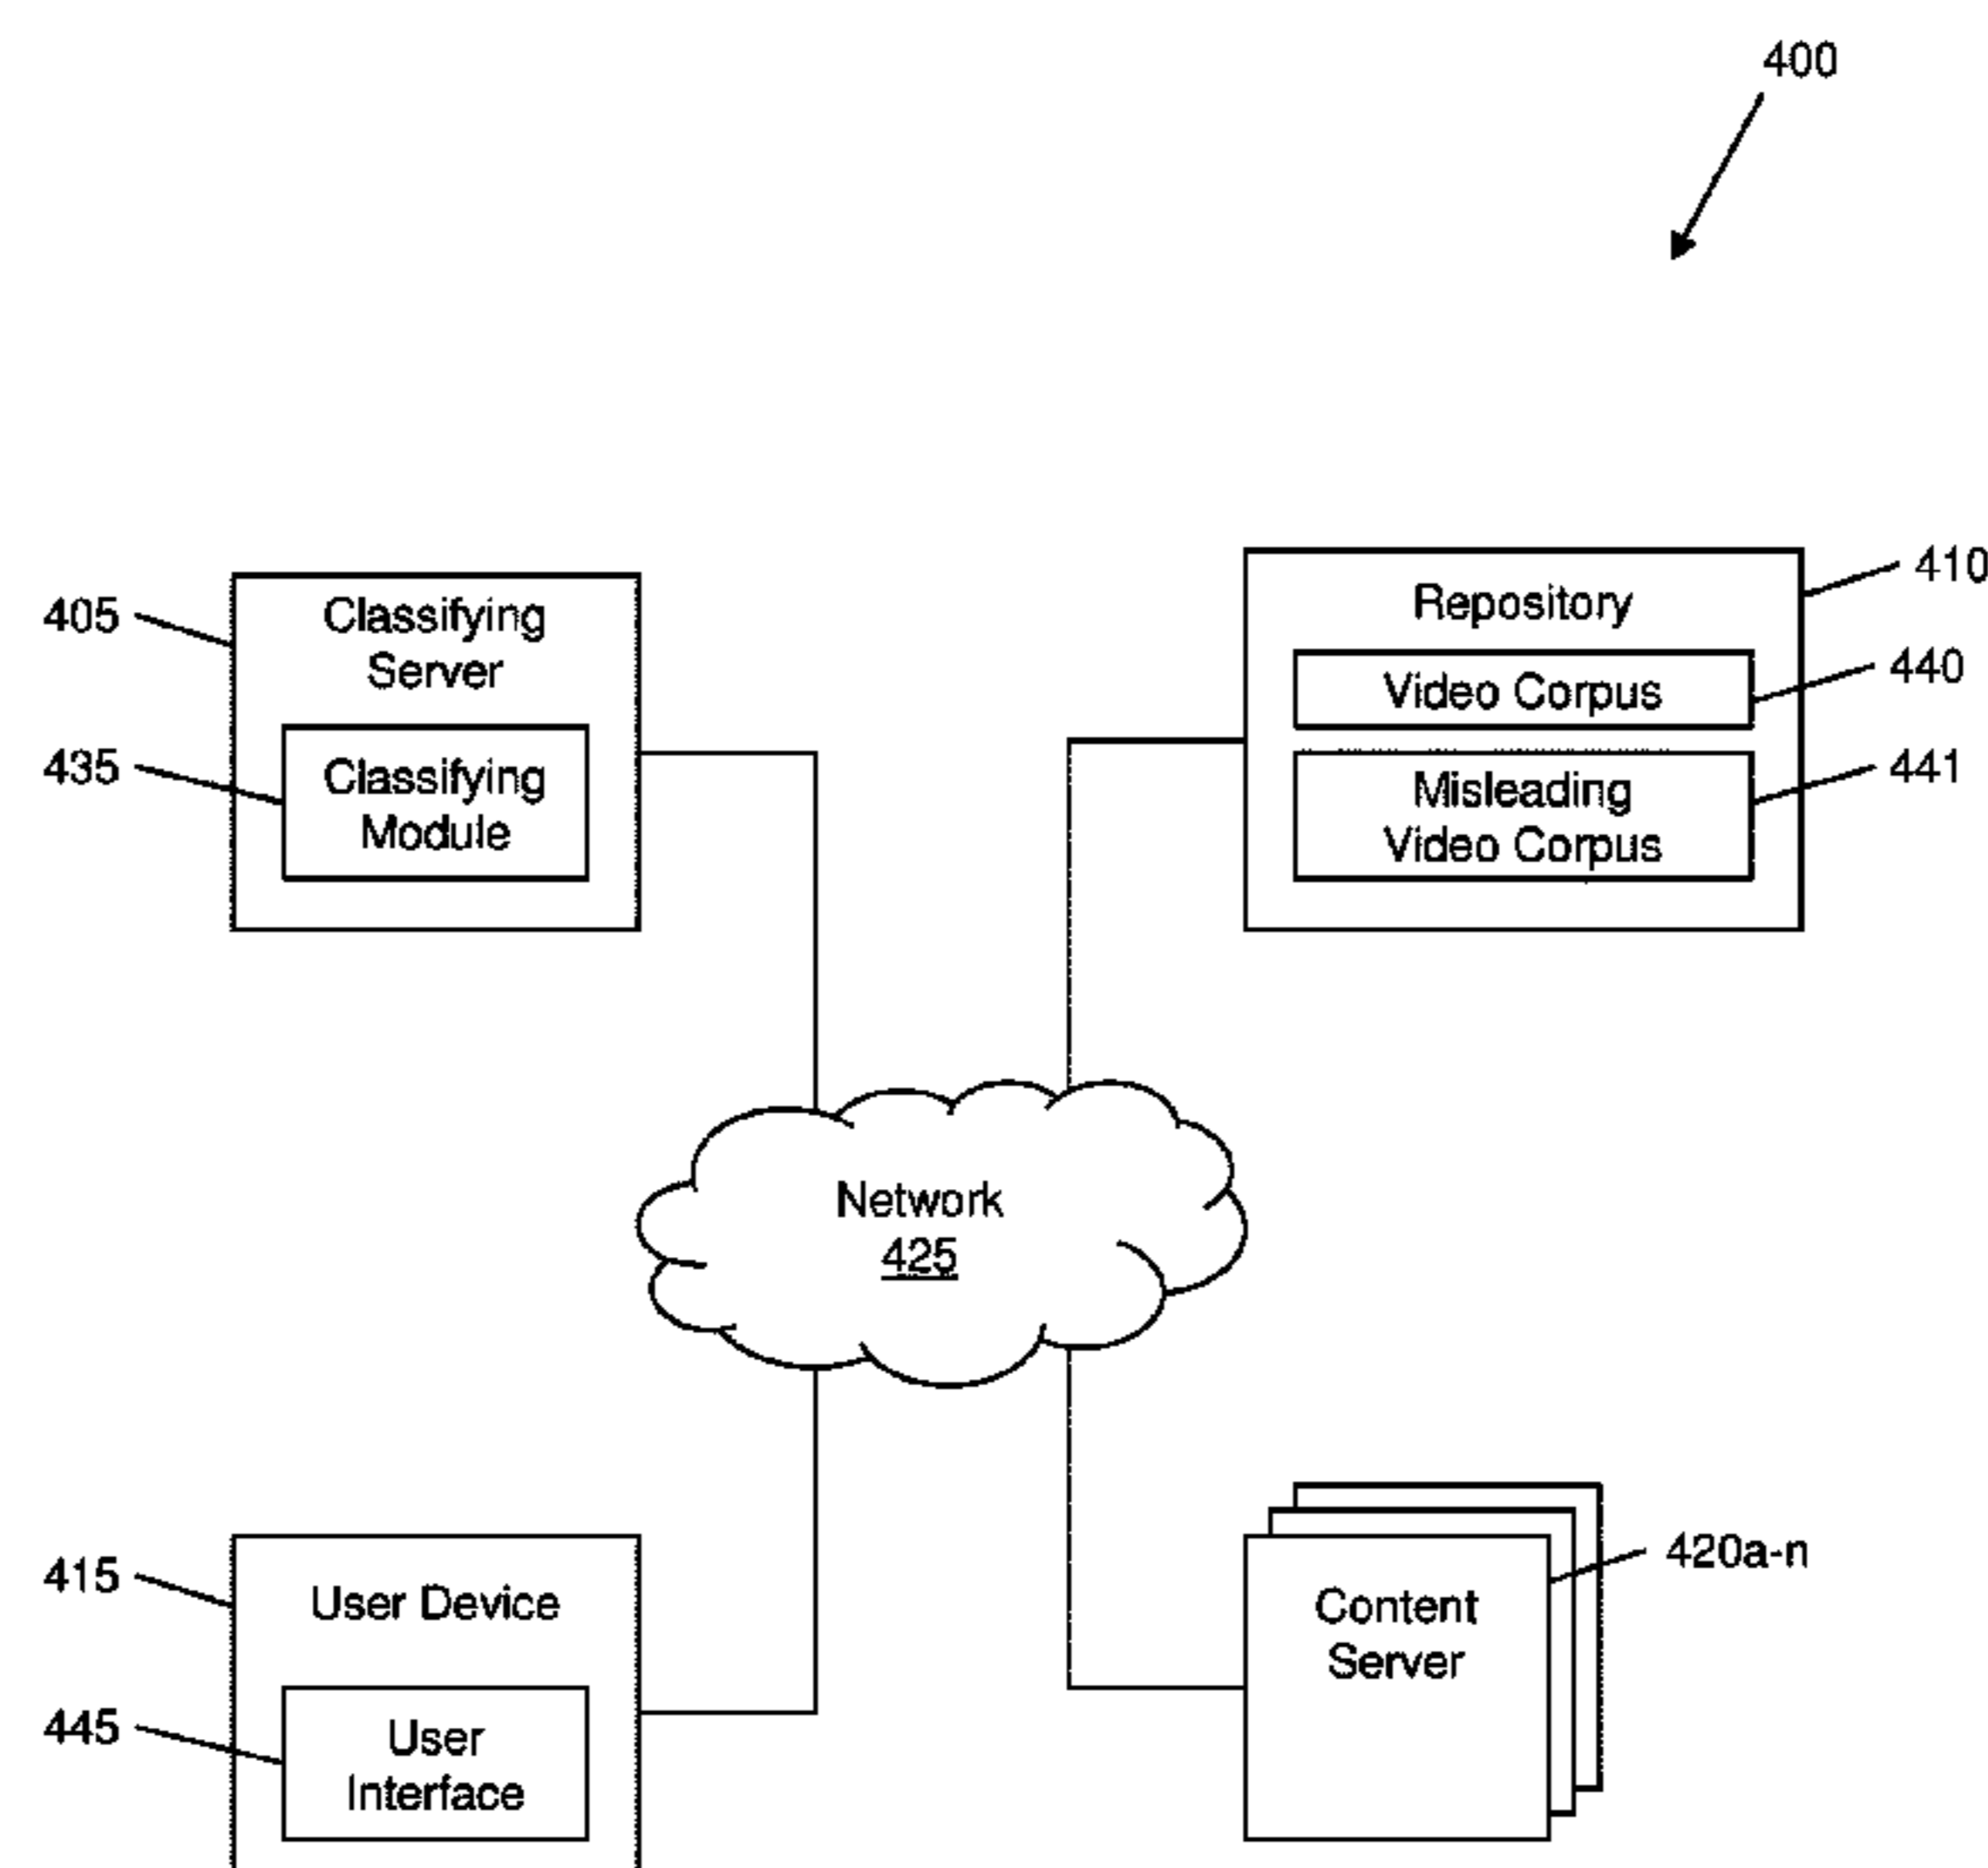 400
405
Classifying
Server
435
Classifying
Module
Repository
410
Video Corpus
440
Misleading
Video Corpus
441
Network
425
415
User Device
445
User
Interface
Content
Server
420a-n